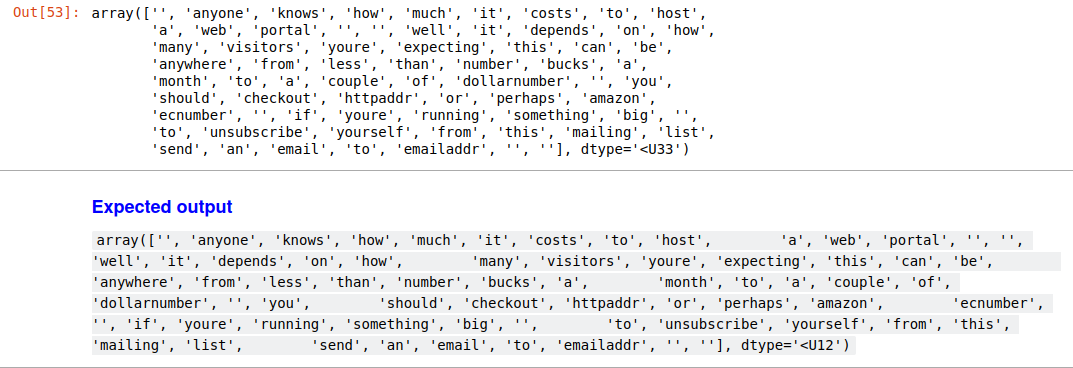 Out[53]: array(['', 'anyone', 'knows', 'how', 'much', 'it', 'costs', 'to', 'host',
'a', 'web', 'portal', '', '', 'well', 'it', 'depends', 'on', 'how',
'many', 'visitors', 'youre', 'expecting', 'this', 'can', 'be',
'anywhere', 'from', 'less', 'than', 'number', 'bucks', 'a',
'month', 'to', 'a', 'couple', 'of', 'dollarnumber', '', 'you',
'should', 'checkout', 'httpaddr', 'or', 'perhaps', 'amazon',
'ecnumber', '', 'if', 'youre', 'running', 'something', 'big', '',
'to', 'unsubscribe', 'yourself', 'from', 'this', 'mailing', 'list',
'send', 'an', 'email', 'to', 'emailaddr', '', ''], dtype='<U33')
Expected output
array(['', 'anyone', 'knows', 'how', 'much', 'it', 'costs', 'to', 'host', 'a', 'web', 'portal', '', '',
'well', 'it', 'depends', 'on', 'how', 'many', 'visitors', 'youre', 'expecting', 'this', 'can', 'be',
'anywhere', 'from', 'less', 'than', 'number', 'bucks', 'a', 'month', 'to', 'a', 'couple', 'of',
'dollarnumber', '', 'you', 'should', 'checkout', 'httpaddr', 'or', 'perhaps', 'amazon', 'ecnumber',
'', 'if', 'youre', 'running', 'something', 'big', '', 'to', 'unsubscribe', 'yourself', 'from', 'this',
'mailing', 'list', 'send', 'an', 'email', 'to', 'emailaddr', '', ''], dtype='<U12')